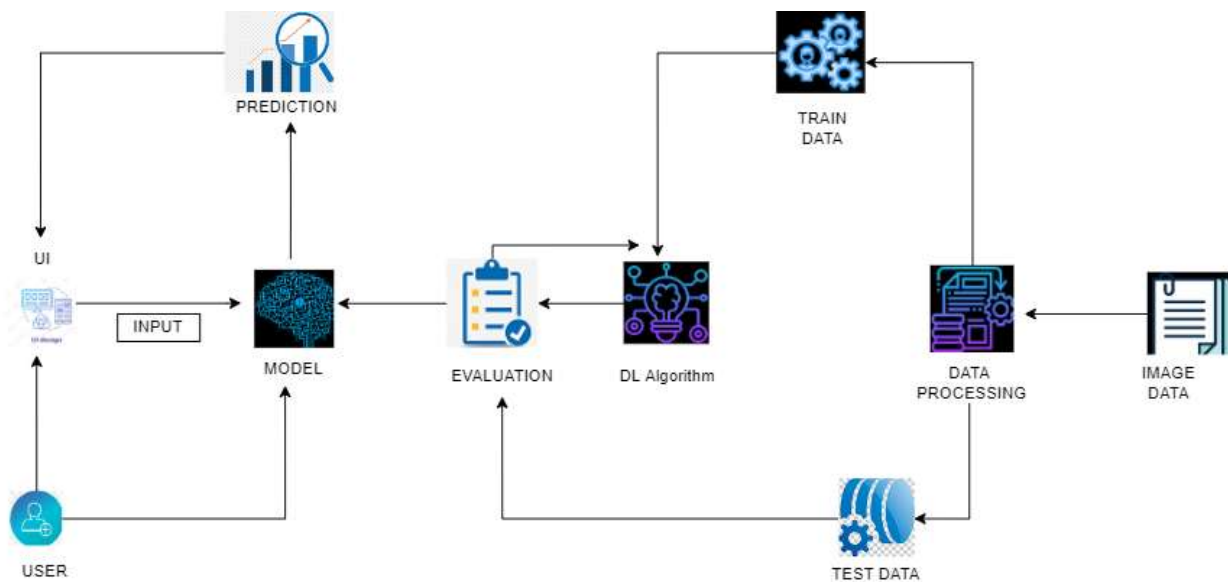 PREDICTION
TRAIN
DATA
UI
INPUT
MODEL
EVALUATION
DL Algorithm
DATA
PROCESSING
IMAGE
DATA
USER
TEST DATA